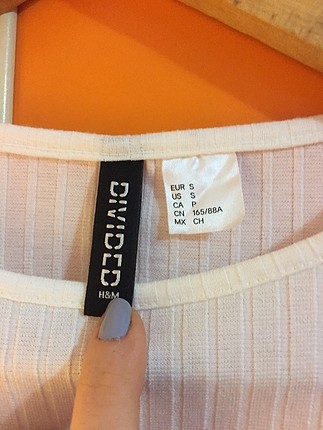 DIVIDED
H&M
EUR S
US S
CA P
CN 165/88A
MX CH